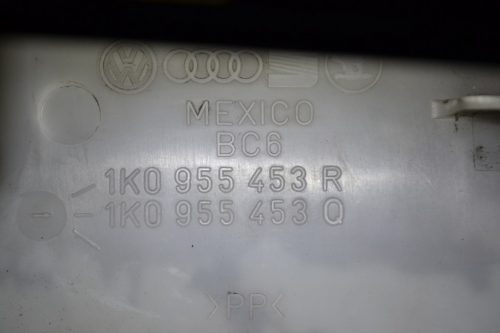 MEXICO
BC6
1K0 955 453 R
1K0 955 453 Q
>PP<